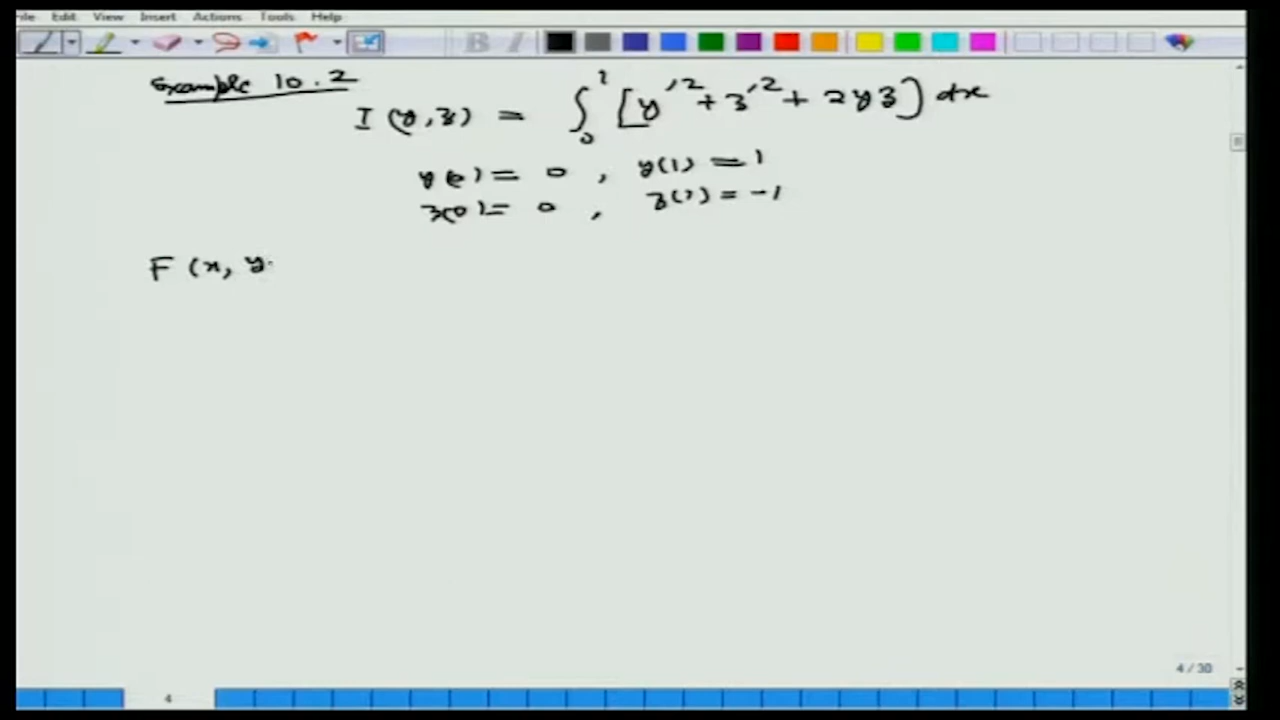 File Edit View Insert Actions Tools Help
B I
Example 10.2
I(y,z) = ∫₀¹ [y'² + z'² + 2yz] dx
y(0) = 0 , y(1) = 1
z(0) = 0 , z(1) = -1
F (x, y
4 / 30
4